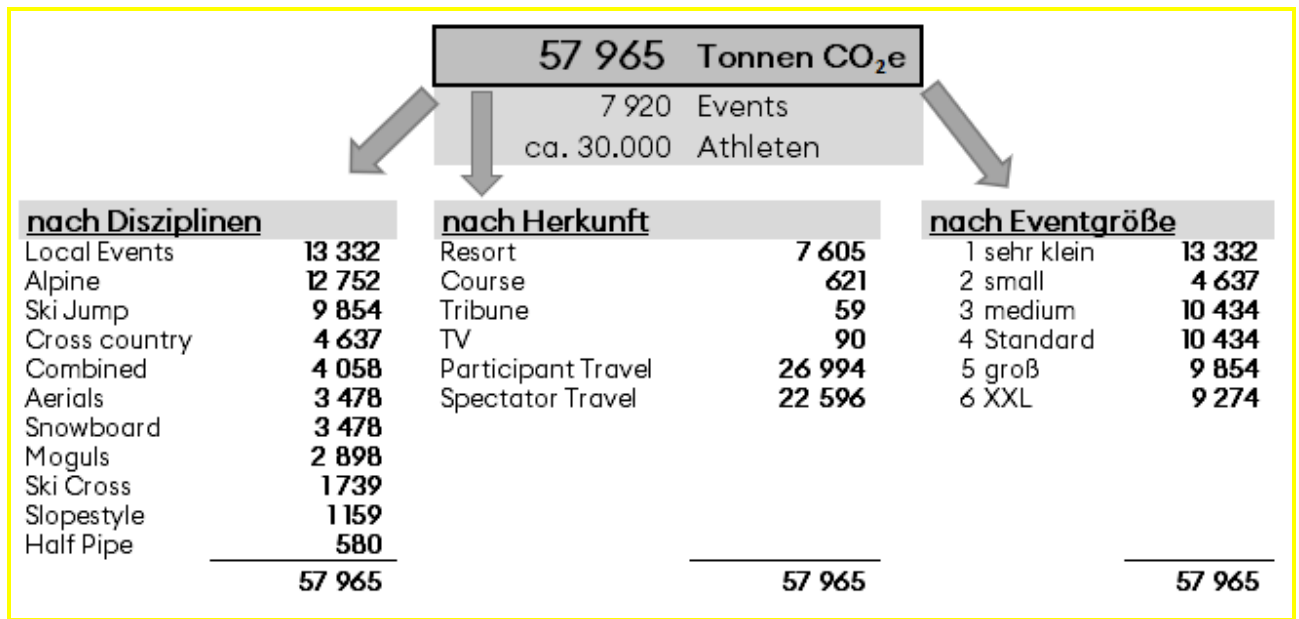 57 965 Tonnen CO₂e
7 920 Events
ca. 30.000 Athleten
nach Disziplinen
Local Events 13 332
Alpine 12 752
Ski Jump 9 854
Cross country 4 637
Combined 4 058
Aerials 3 478
Snowboard 3 478
Moguls 2 898
Ski Cross 1 739
Slopestyle 1 159
Half Pipe 580
57 965
nach Herkunft
Resort 7 605
Course 621
Tribune 59
TV 90
Participant Travel 26 994
Spectator Travel 22 596
57 965
nach Eventgröße
1 sehr klein 13 332
2 small 4 637
3 medium 10 434
4 Standard 10 434
5 groß 9 854
6 XXL 9 274
57 965